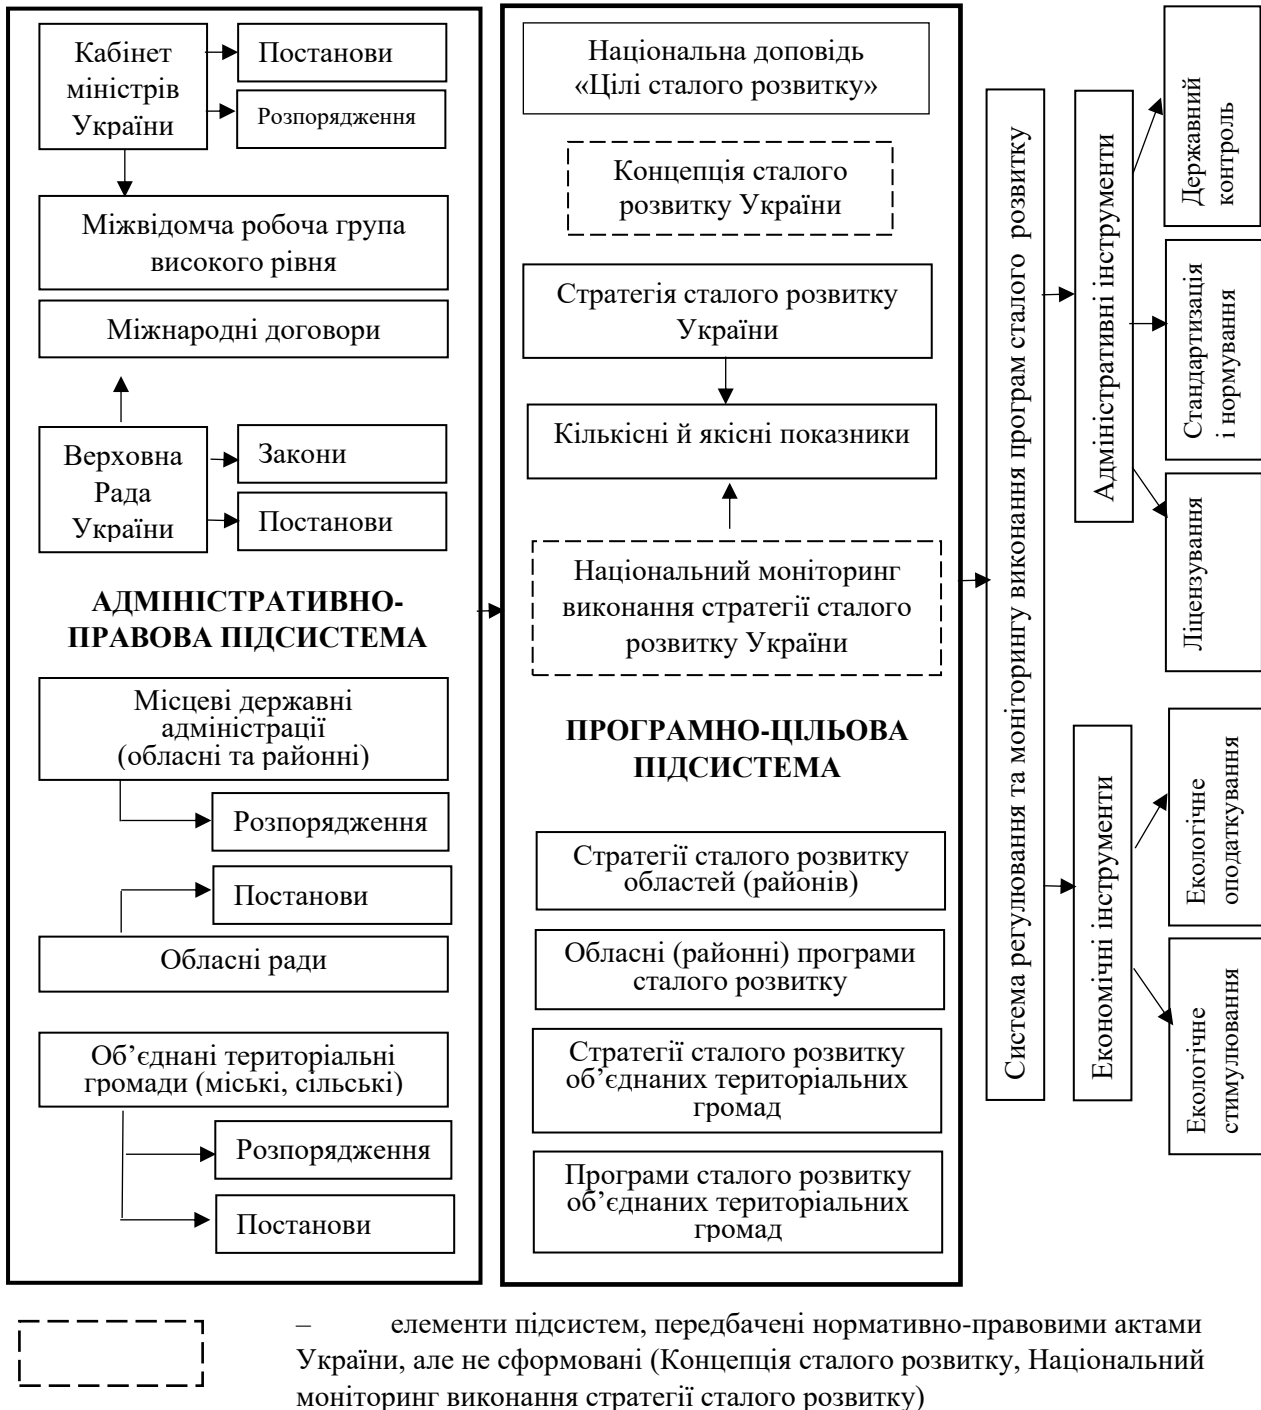 Кабінет
міністрів
України
Постанови
Розпорядження
Міжвідомча робоча група
високого рівня
Міжнародні договори
Верховна
Рада
України
Закони
Постанови
АДМІНІСТРАТИВНО-
ПРАВОВА ПІДСИСТЕМА
Місцеві державні
адміністрації
(обласні та районні)
Розпорядження
Постанови
Обласні ради
Об’єднані територіальні
громади (міські, сільські)
Розпорядження
Постанови
Національна доповідь
«Цілі сталого розвитку»
Концепція сталого
розвитку України
Стратегія сталого розвитку
України
Кількісні й якісні показники
Національний моніторинг
виконання стратегії сталого
розвитку України
ПРОГРАМНО-ЦІЛЬОВА
ПІДСИСТЕМА
Стратегії сталого розвитку
областей (районів)
Обласні (районні) програми
сталого розвитку
Стратегії сталого розвитку
об’єднаних територіальних
громад
Програми сталого розвитку
об’єднаних територіальних
громад
Система регулювання та моніторингу виконання програм сталого розвитку
Адміністративні інструменти
Державний
контроль
Стандартизація
і нормування
Ліцензування
Економічні інструменти
Екологічне
оподаткування
Екологічне
стимулювання
– елементи підсистем, передбачені нормативно-правовими актами
України, але не сформовані (Концепція сталого розвитку, Національний
моніторинг виконання стратегії сталого розвитку)